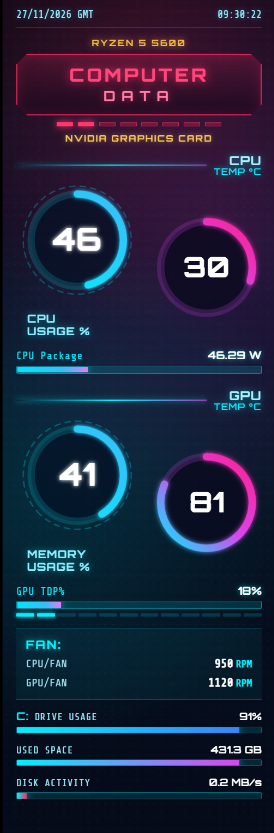 27/11/2026 GMT 09:30:22
RYZEN 5 5600
COMPUTER
DATA
NVIDIA GRAPHICS CARD
CPU
TEMP °C
46
30
CPU
USAGE %
CPU Package 46.29 W
GPU
TEMP °C
41
81
MEMORY
USAGE %
GPU TDP% 18%
FAN:
CPU/FAN 950 RPM
GPU/FAN 1120 RPM
C: DRIVE USAGE 91%
USED SPACE 431.3 GB
DISK ACTIVITY 0.2 MB/s